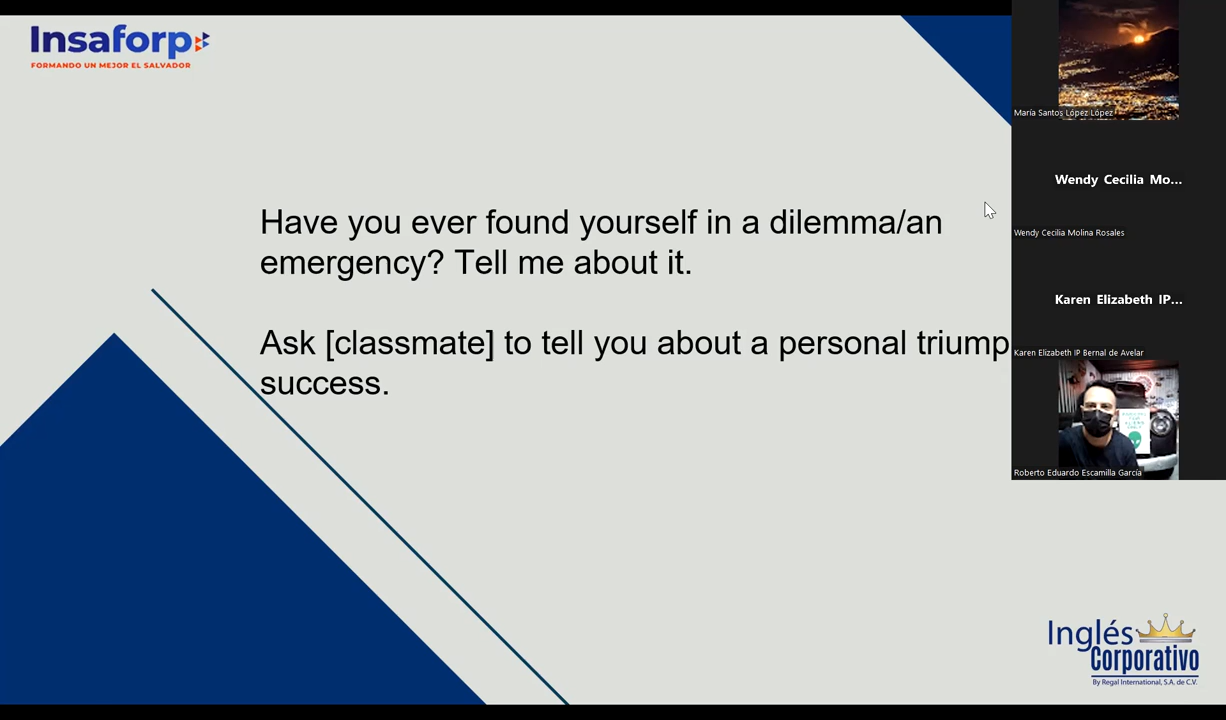 Insaforp
FORMANDO UN MEJOR EL SALVADOR
María Santos López López
Wendy Cecilia Mo...
Wendy Cecilia Molina Rosales
Have you ever found yourself in a dilemma/an
emergency? Tell me about it.
Karen Elizabeth IP...
Karen Elizabeth IP Bernal de Avelar
Ask [classmate] to tell you about a personal triump
success.
Roberto Eduardo Escamilla García
Inglés
Corporativo
By Regal International, S.A. de C.V.